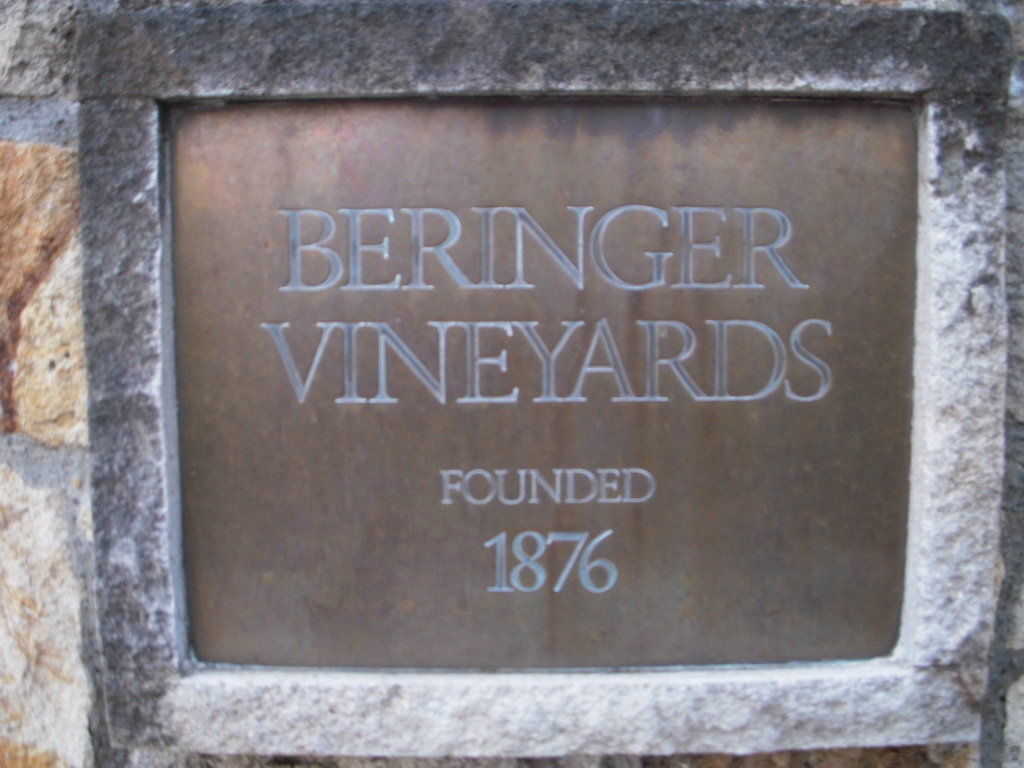 BERINGER
VINEYARDS
FOUNDED
1876